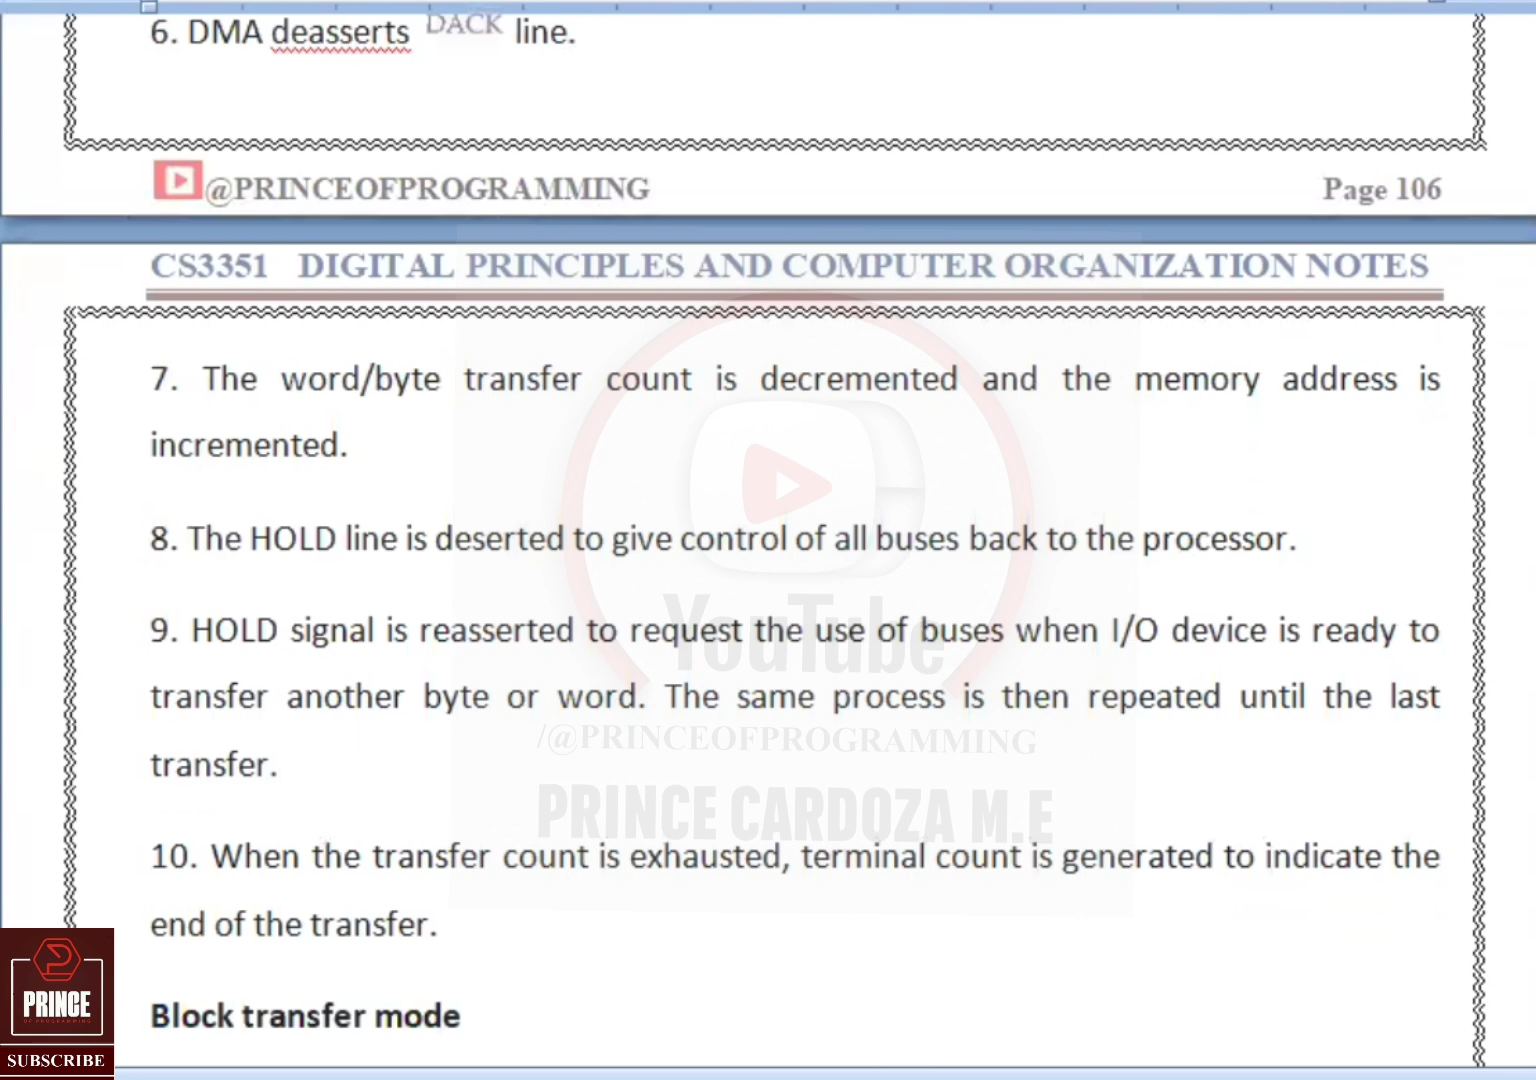 6. DMA deasserts DACK line.
@PRINCEOFPROGRAMMING Page 106
CS3351 DIGITAL PRINCIPLES AND COMPUTER ORGANIZATION NOTES
7. The word/byte transfer count is decremented and the memory address is
incremented.
8. The HOLD line is deserted to give control of all buses back to the processor.
9. HOLD signal is reasserted to request the use of buses when I/O device is ready to
YouTube
transfer another byte or word. The same process is then repeated until the last
/@PRINCEOFPROGRAMMING
transfer.
PRINCE CARDOZA M.E
10. When the transfer count is exhausted, terminal count is generated to indicate the
end of the transfer.
Block transfer mode
PRINCE
OF PROGRAMMING
SUBSCRIBE